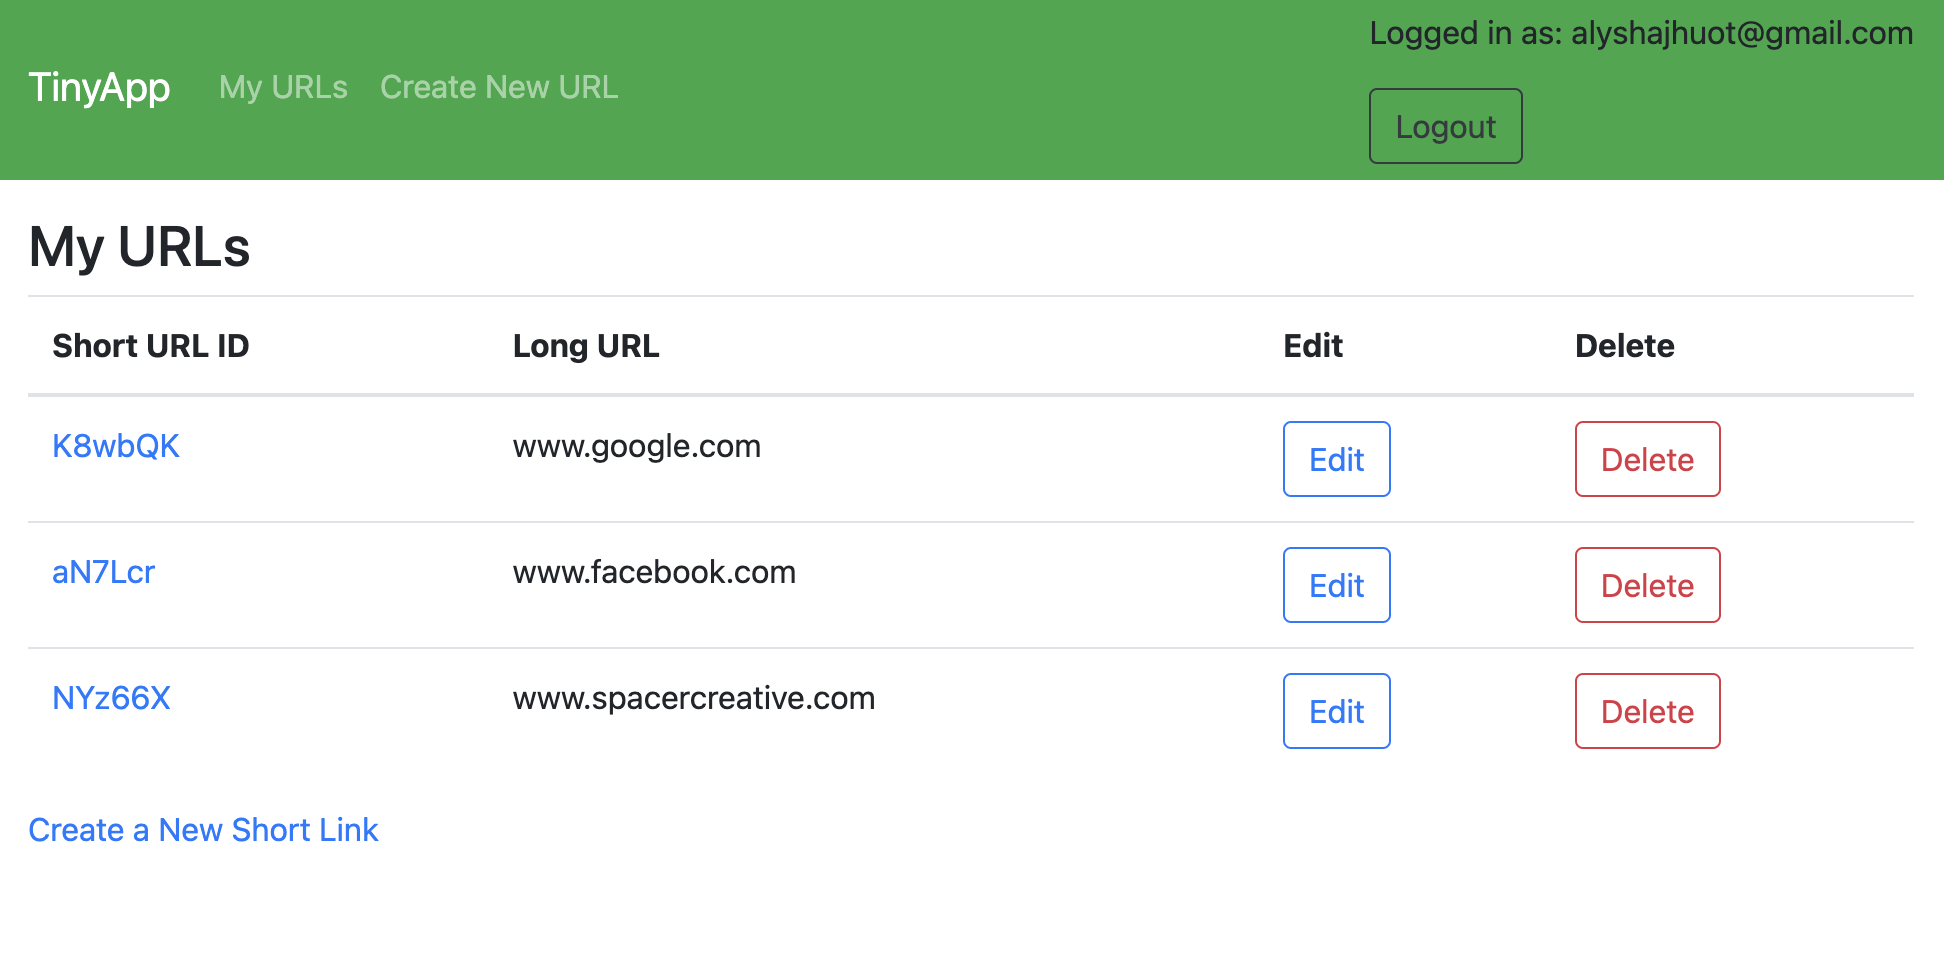 Logged in as: alyshajhuot@gmail.com
TinyApp My URLs Create New URL
Logout
My URLs
Short URL ID Long URL Edit Delete
K8wbQK www.google.com Edit Delete
aN7Lcr www.facebook.com Edit Delete
NYz66X www.spacercreative.com Edit Delete
Create a New Short Link